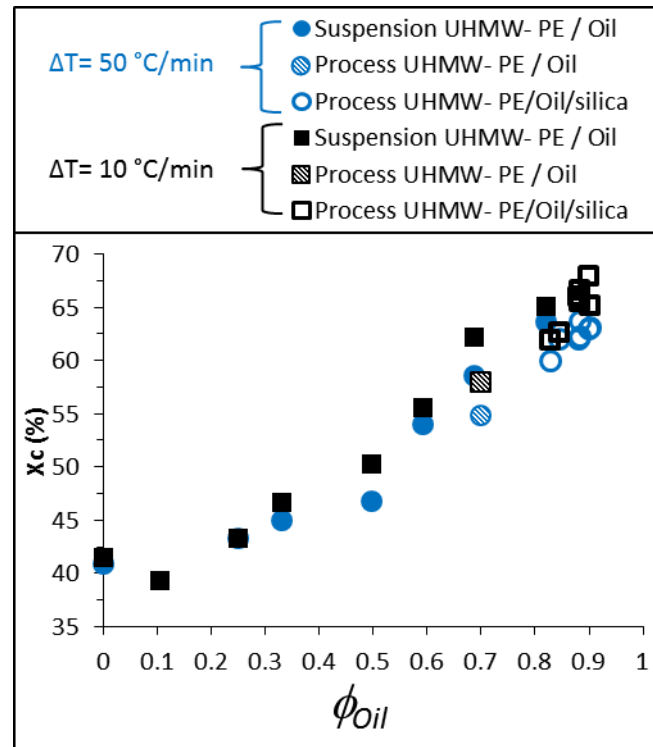 ΔT= 50 °C/min
Suspension UHMW- PE / Oil
Process UHMW- PE / Oil
Process UHMW- PE/Oil/silica
ΔT= 10 °C/min
Suspension UHMW- PE / Oil
Process UHMW- PE / Oil
Process UHMW- PE/Oil/silica
70
65
60
55
50
45
40
35
Xc (%)
0 0.1 0.2 0.3 0.4 0.5 0.6 0.7 0.8 0.9 1
ϕOil